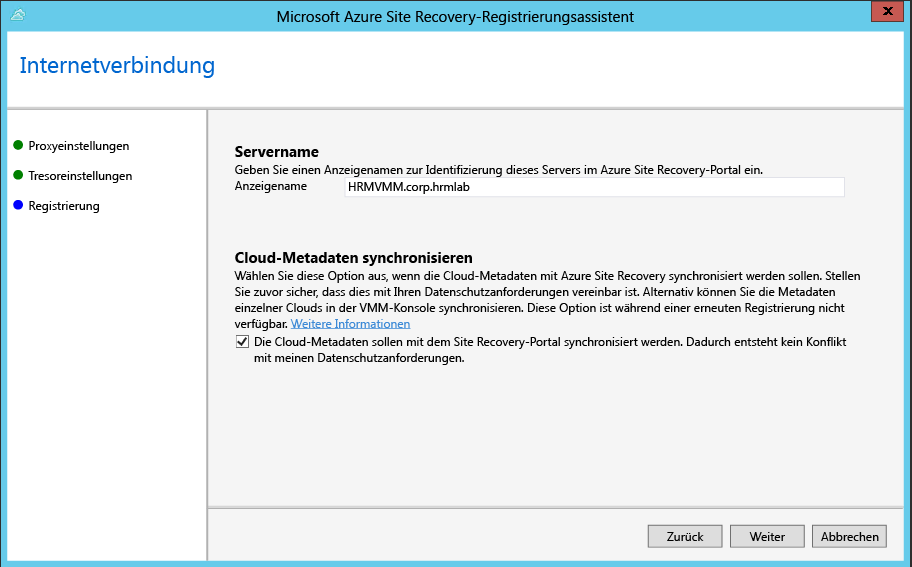 Microsoft Azure Site Recovery-Registrierungsassistent
Internetverbindung
Proxyeinstellungen
Tresoreinstellungen
Registrierung
Servername
Geben Sie einen Anzeigenamen zur Identifizierung dieses Servers im Azure Site Recovery-Portal ein.
Anzeigename HRMVMM.corp.hrmlab
Cloud-Metadaten synchronisieren
Wählen Sie diese Option aus, wenn die Cloud-Metadaten mit Azure Site Recovery synchronisiert werden sollen. Stellen
Sie zuvor sicher, dass dies mit Ihren Datenschutzanforderungen vereinbar ist. Alternativ können Sie die Metadaten
einzelner Clouds in der VMM-Konsole synchronisieren. Diese Option ist während einer erneuten Registrierung nicht
verfügbar. Weitere Informationen
Die Cloud-Metadaten sollen mit dem Site Recovery-Portal synchronisiert werden. Dadurch entsteht kein Konflikt
mit meinen Datenschutzanforderungen.
Zurück Weiter Abbrechen